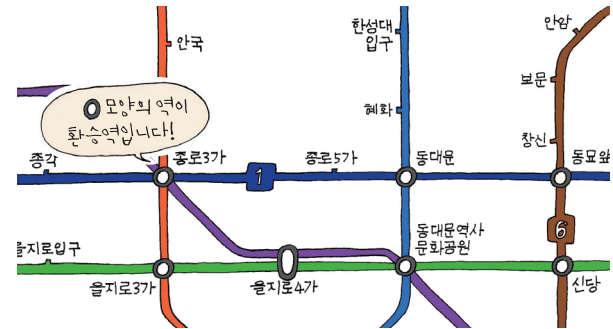 안국
한성대
입구
안암
보문
모양의 역이
환승역입니다!
혜화
창신
종각
종로3가
종로5가
동대문
동묘앞
1
6
을지로입구
동대문역사
문화공원
을지로3가
을지로4가
신당